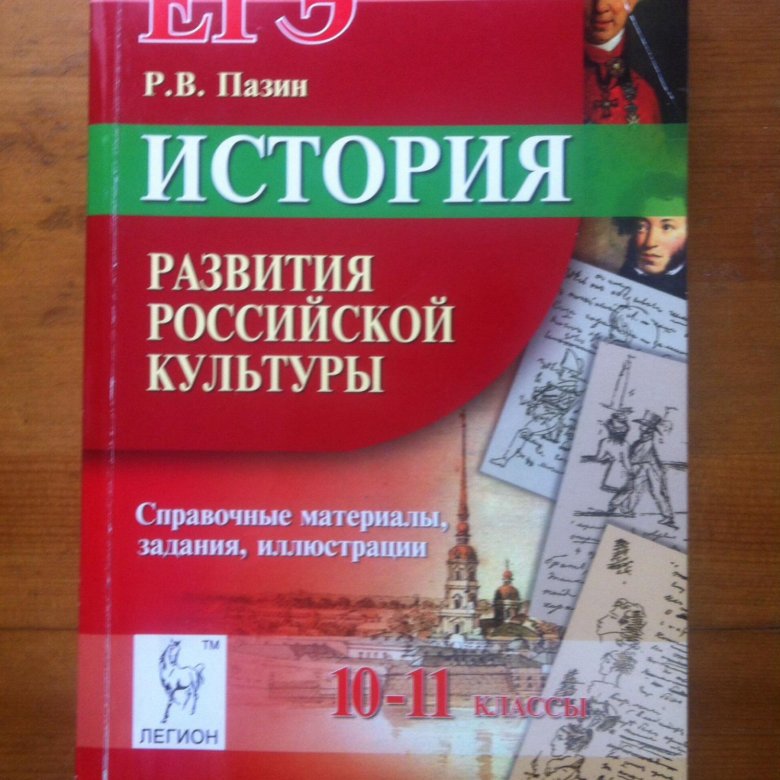 ЕГЭ
Р.В. Пазин
ИСТОРИЯ
РАЗВИТИЯ
РОССИЙСКОЙ
КУЛЬТУРЫ
Справочные материалы,
задания, иллюстрации
TM
ЛЕГИОН
10-11 КЛАССЫ